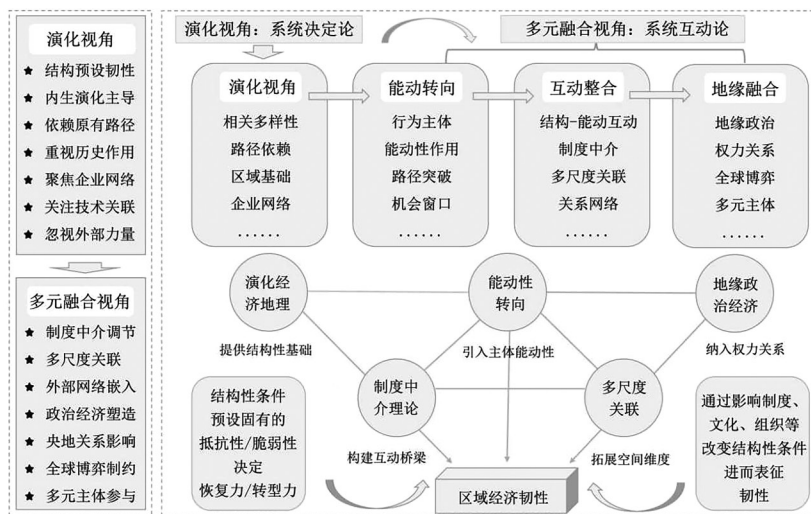 演化视角
★ 结构预设韧性
★ 内生演化主导
★ 依赖原有路径
★ 重视历史作用
★ 聚焦企业网络
★ 关注技术关联
★ 忽视外部力量
多元融合视角
★ 制度中介调节
★ 多尺度关联
★ 外部网络嵌入
★ 政治经济塑造
★ 央地关系影响
★ 全球博弈制约
★ 多元主体参与
演化视角：系统决定论
多元融合视角：系统互动论
演化视角
相关多样性
路径依赖
区域基础
企业网络
......
能动转向
行为主体
能动性作用
路径突破
机会窗口
......
互动整合
结构-能动互动
制度中介
多尺度关联
关系网络
......
地缘融合
地缘政治
权力关系
全球博弈
多元主体
......
演化经
济地理
能动性
转向
地缘政
治经济
提供结构性基础
引入主体能动性
纳入权力关系
制度中
介理论
多尺度
关联
结构性条件
预设固有的
抵抗性/脆弱性
决定
恢复力/转型力
构建互动桥梁
拓展空间维度
区域经济韧性
通过影响制度、
文化、组织等
改变结构性条件
进而表征
韧性